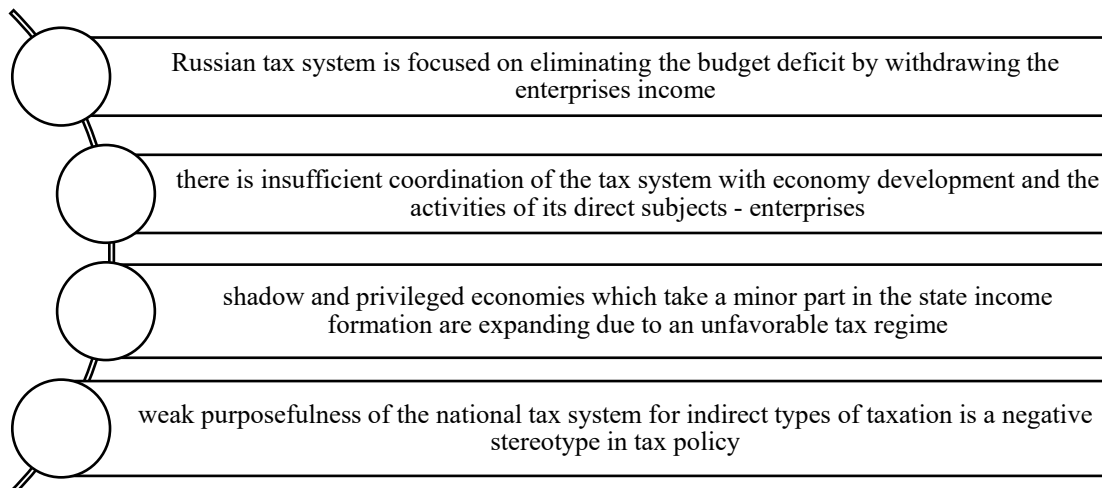 Russian tax system is focused on eliminating the budget deficit by withdrawing the
enterprises income
there is insufficient coordination of the tax system with economy development and the
activities of its direct subjects - enterprises
shadow and privileged economies which take a minor part in the state income
formation are expanding due to an unfavorable tax regime
weak purposefulness of the national tax system for indirect types of taxation is a negative
stereotype in tax policy